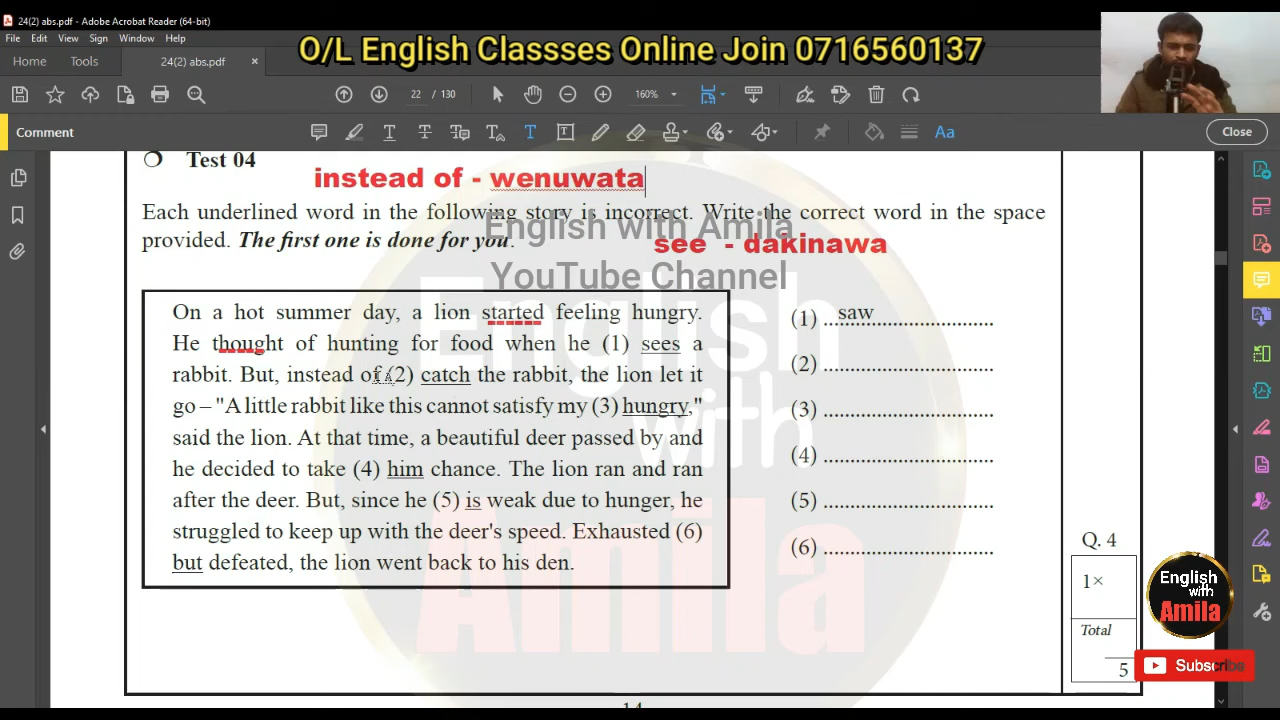 24(2) abs.pdf - Adobe Acrobat Reader (64-bit)
File Edit View Sign Window Help
O/L English Classses Online Join 0716560137
Home Tools 24(2) abs.pdf ×
22 / 130 160%
Comment Aa Close
Test 04
instead of - wenuwata
Each underlined word in the following story is incorrect. Write the correct word in the space
provided. The first one is done for you.
see - dakinawa
English with Amila
YouTube Channel
On a hot summer day, a lion started feeling hungry.
He thought of hunting for food when he (1) sees a
rabbit. But, instead of (2) catch the rabbit, the lion let it
go – "A little rabbit like this cannot satisfy my (3) hungry,"
said the lion. At that time, a beautiful deer passed by and
he decided to take (4) him chance. The lion ran and ran
after the deer. But, since he (5) is weak due to hunger, he
struggled to keep up with the deer's speed. Exhausted (6)
but defeated, the lion went back to his den.
(1) ...saw..............................
(2) ..................................
(3) ..................................
(4) ..................................
(5) ..................................
(6) ..................................
Q. 4
1×
Total
5
English
with
Amila
English
with
Amila
Subscribe